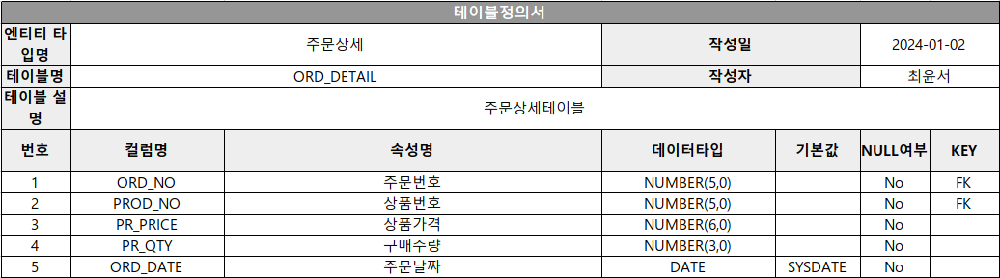 테이블정의서
엔티티 타
입명
주문상세
작성일
2024-01-02
테이블명
ORD_DETAIL
작성자
최윤서
테이블 설
명
주문상세테이블
번호 컬럼명 속성명 데이터타입 기본값 NULL여부 KEY
1 ORD_NO 주문번호 NUMBER(5,0) No FK
2 PROD_NO 상품번호 NUMBER(5,0) No FK
3 PR_PRICE 상품가격 NUMBER(6,0) No
4 PR_QTY 구매수량 NUMBER(3,0) No
5 ORD_DATE 주문날짜 DATE SYSDATE No